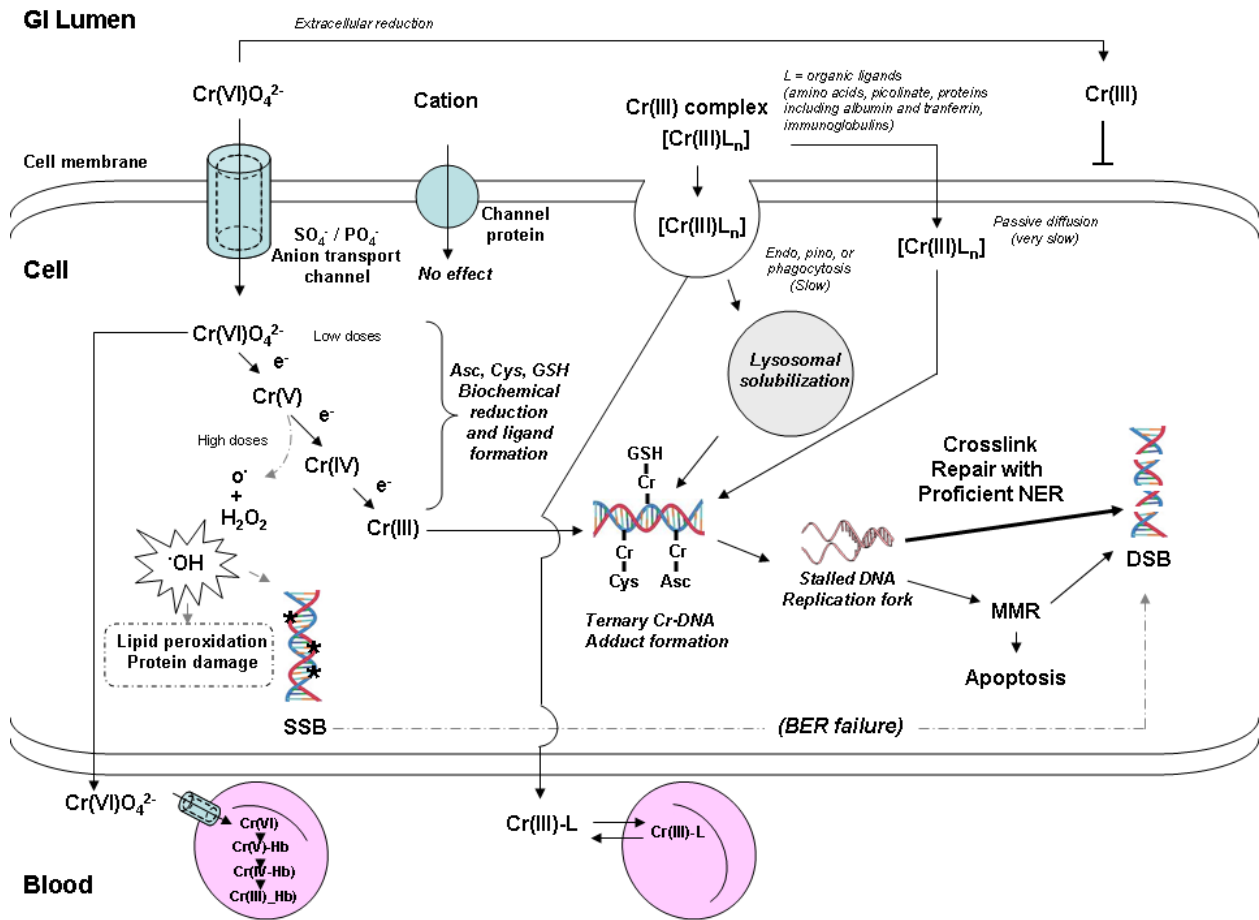 GI Lumen
Extracellular reduction
Cr(VI)O₄²⁻
Cation
Cr(III) complex
[Cr(III)Lₙ]
L = organic ligands
(amino acids, picolinate, proteins
including albumin and tranferrin,
immunoglobulins)
Cr(III)
Cell membrane
SO₄⁻ / PO₄⁻
Anion transport
channel
Channel
protein
No effect
[Cr(III)Lₙ]
Endo, pino, or
phagocytosis
(Slow)
[Cr(III)Lₙ]
Passive diffusion
(very slow)
Cell
Cr(VI)O₄²⁻
Low doses
e⁻
Cr(V)
e⁻
High doses
Cr(IV)
e⁻
Cr(III)
Asc, Cys, GSH
Biochemical
reduction
and ligand
formation
Lysosomal
solubilization
o·
+
H₂O₂
·OH
Lipid peroxidation
Protein damage
*
*
*
SSB
GSH
Cr
Cr
Cys
Cr
Asc
Ternary Cr-DNA
Adduct formation
Stalled DNA
Replication fork
Crosslink
Repair with
Proficient NER
DSB
MMR
Apoptosis
(BER failure)
Cr(VI)O₄²⁻
Cr(VI)
Cr(V)-Hb
Cr(IV-Hb)
Cr(III)_Hb)
Cr(III)-L
Cr(III)-L
Blood